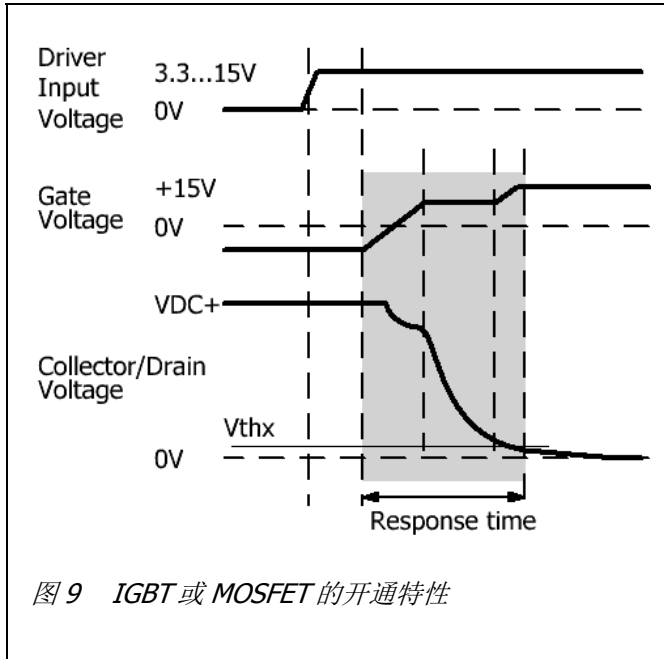 Driver
Input
Voltage
3.3...15V
0V
Gate
Voltage
+15V
0V
VDC+
Collector/Drain
Voltage
Vthx
0V
Response time
图 9 IGBT 或 MOSFET 的开通特性